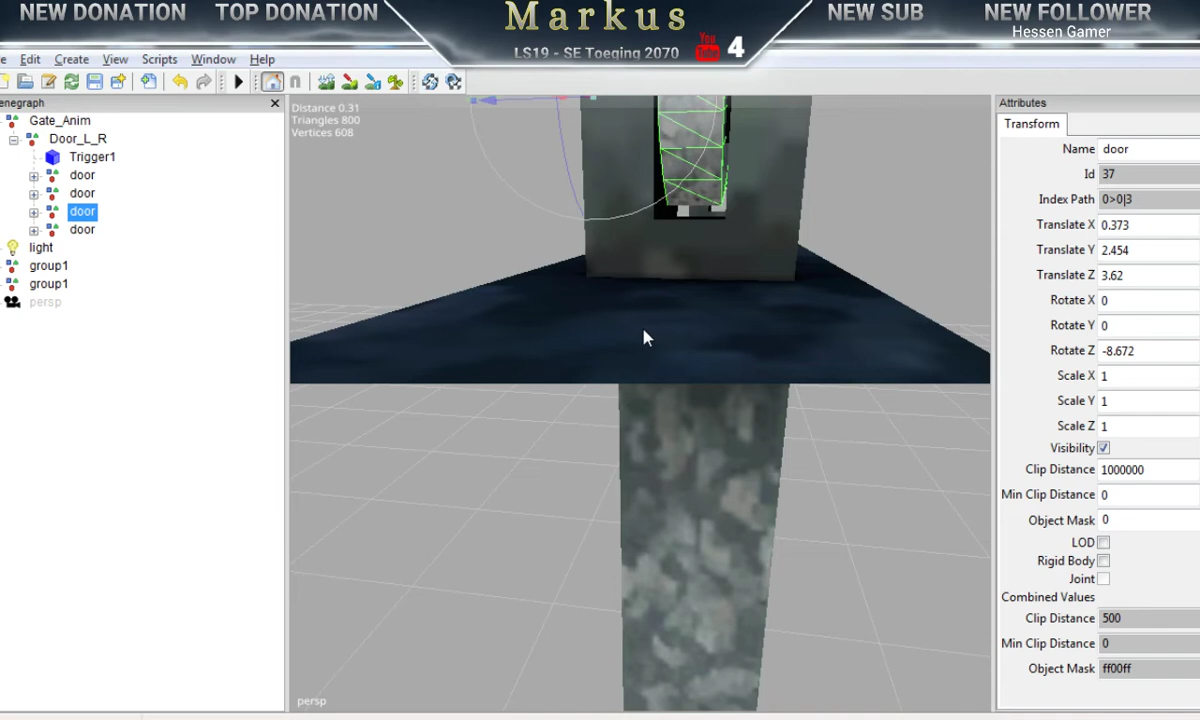 NEW DONATION
TOP DONATION
Markus
NEW SUB
NEW FOLLOWER
Hessen Gamer
LS19 - SE Toeging 2070
You Tube
4
Edit Create View Scripts Window Help
enegraph
Gate_Anim
Door_L_R
Trigger1
door
door
door
door
light
group1
group1
persp
Distance 0.31
Triangles 800
Vertices 608
persp
Attributes
Transform
Name door
Id 37
Index Path 0>0|3
Translate X 0.373
Translate Y 2.454
Translate Z 3.62
Rotate X 0
Rotate Y 0
Rotate Z -8.672
Scale X 1
Scale Y 1
Scale Z 1
Visibility
Clip Distance 1000000
Min Clip Distance 0
Object Mask 0
LOD
Rigid Body
Joint
Combined Values
Clip Distance 500
Min Clip Distance 0
Object Mask ff00ff